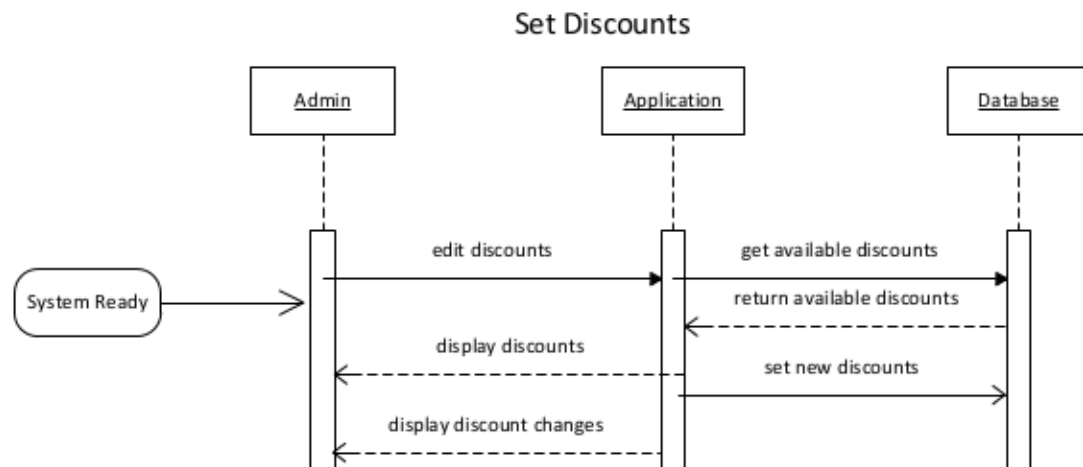 Set Discounts
Admin
Application
Database
edit discounts
get available discounts
System Ready
return available discounts
display discounts
set new discounts
display discount changes